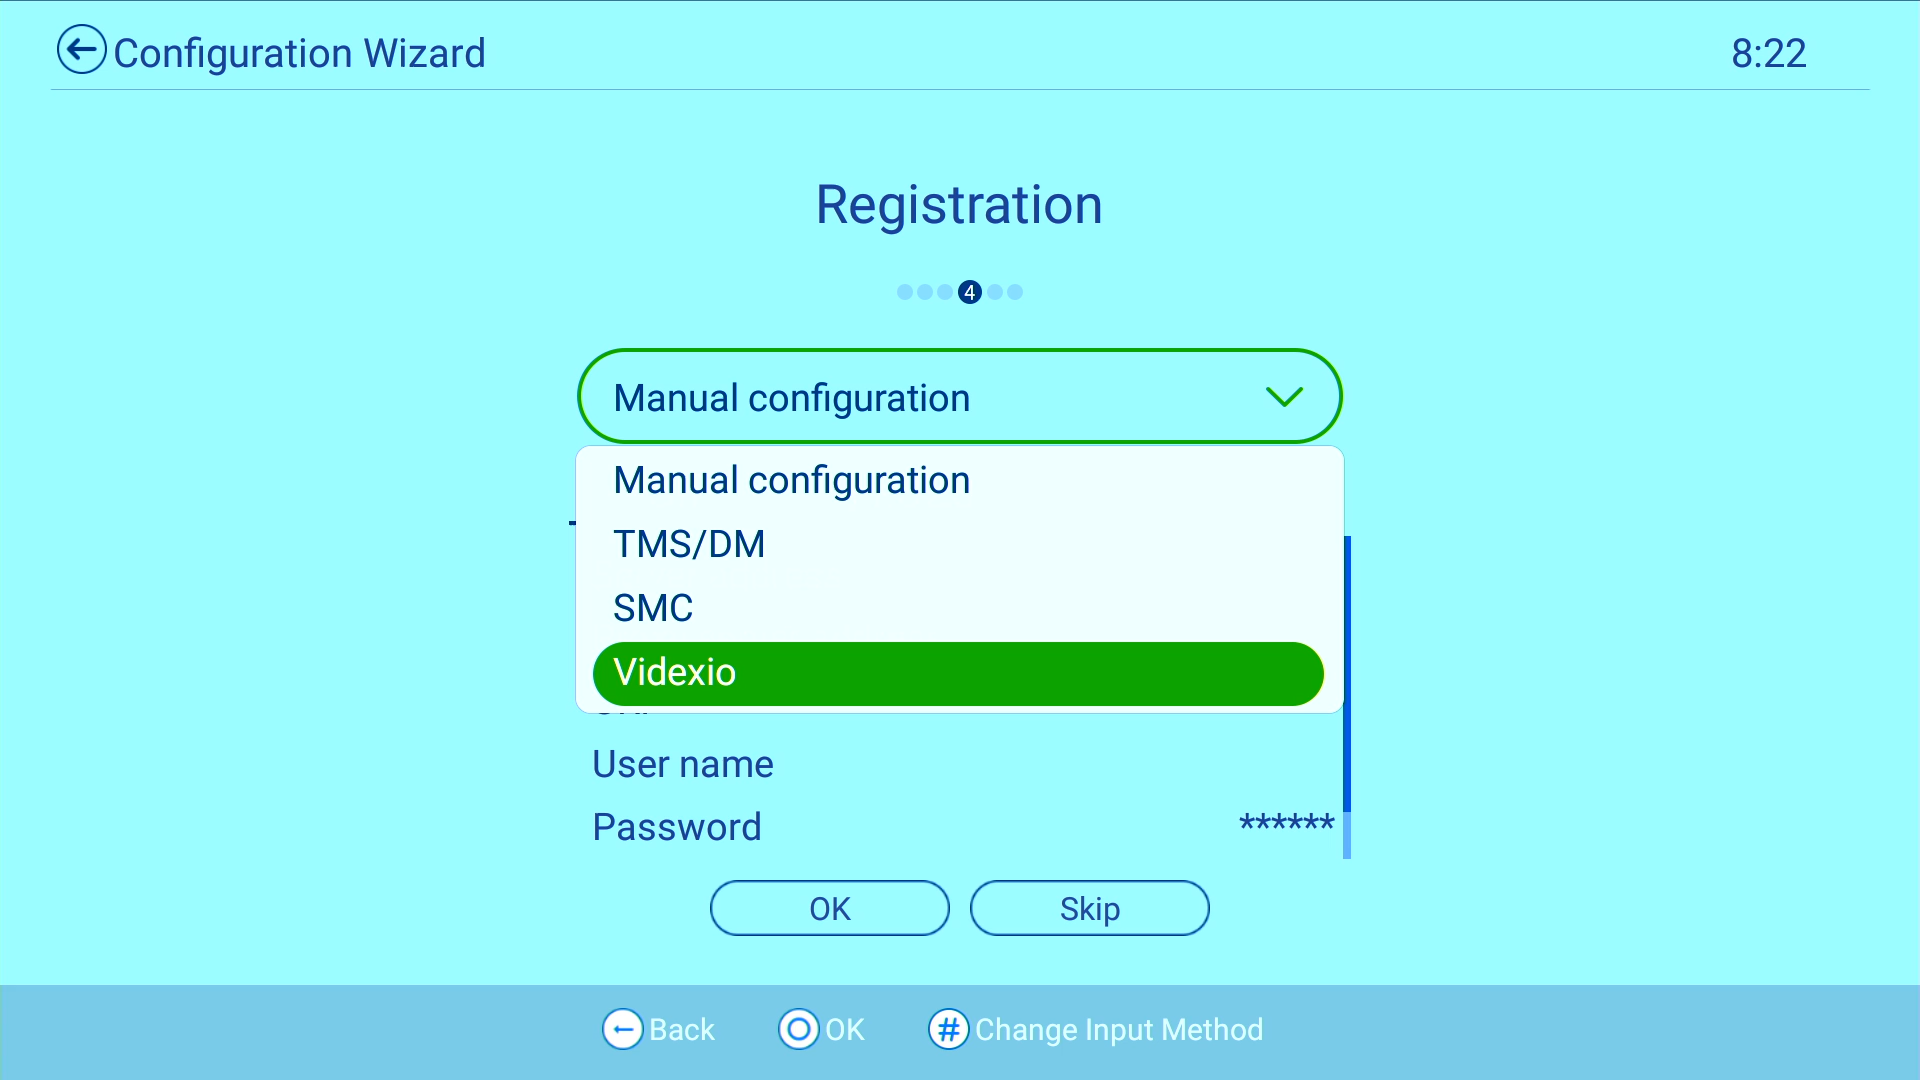 Configuration Wizard
8:22
Registration
4
Manual configuration
Manual configuration
TMS/DM
SMC
Videxio
User name
Password ******
OK Skip
Back OK # Change Input Method